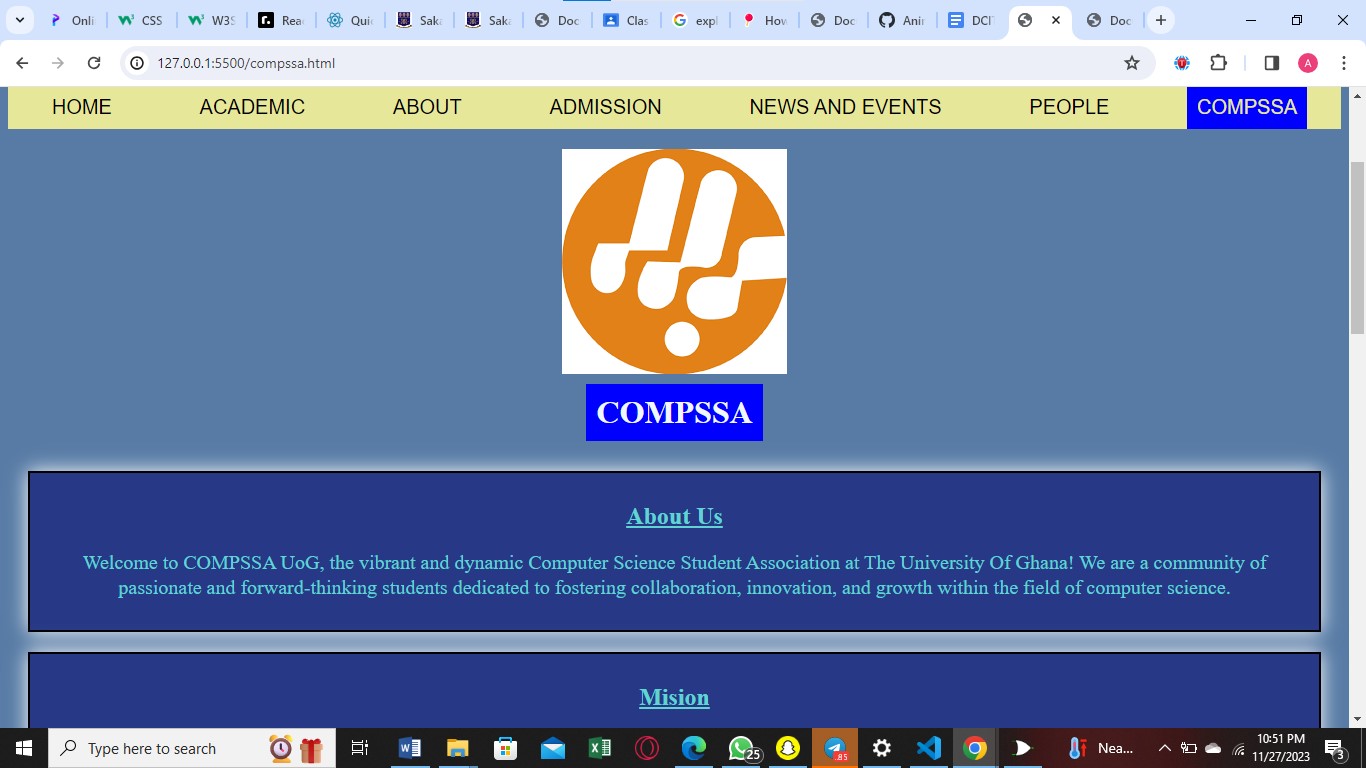 Onli
CSS
W3S
Rea
Quic
Saka
Saka
Doc
Clas
expl
How
Doc
Ani
DCI
Doc
127.0.0.1:5500/compssa.html
A
HOME ACADEMIC ABOUT ADMISSION NEWS AND EVENTS PEOPLE COMPSSA
COMPSSA
About Us
Welcome to COMPSSA UoG, the vibrant and dynamic Computer Science Student Association at The University Of Ghana! We are a community of
passionate and forward-thinking students dedicated to fostering collaboration, innovation, and growth within the field of computer science.
Mision
Type here to search
25
.85
Nea...
10:51 PM
11/27/2023
3